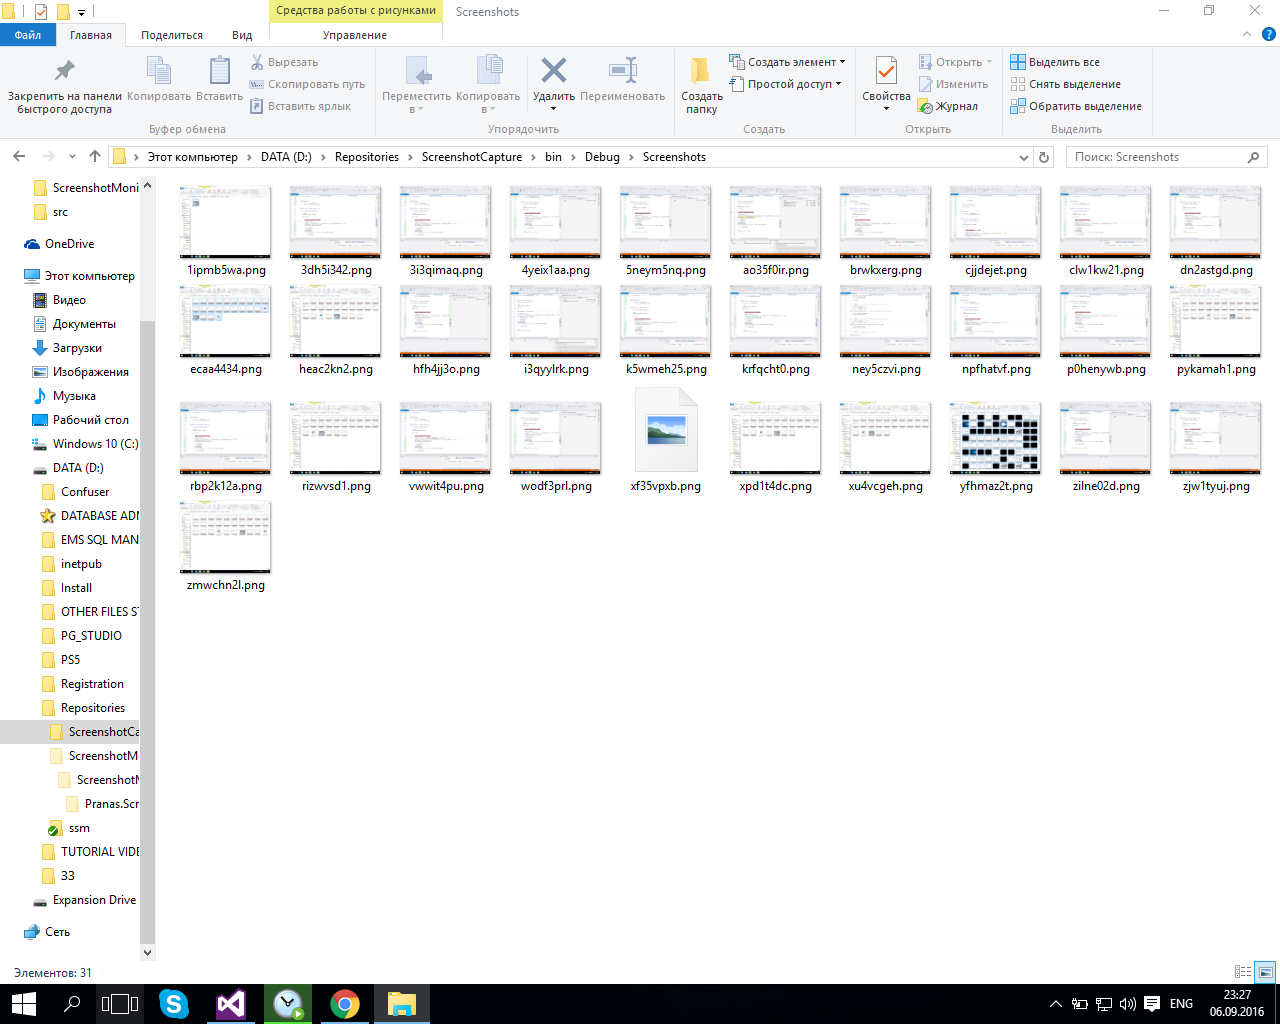 Средства работы с рисунками
Screenshots
Файл
Главная
Поделиться
Вид
Управление
Закрепить на панели
быстрого доступа
Копировать
Вставить
Вырезать
Скопировать путь
Вставить ярлык
Буфер обмена
Переместить
в
Копировать
в
Удалить
Переименовать
Упорядочить
Создать
папку
Создать элемент
Простой доступ
Создать
Свойства
Открыть
Изменить
Журнал
Открыть
Выделить все
Снять выделение
Обратить выделение
Выделить
Этот компьютер
DATA (D:)
Repositories
ScreenshotCapture
bin
Debug
Screenshots
Поиск: Screenshots
ScreenshotMoni
src
OneDrive
Этот компьютер
Видео
Документы
Загрузки
Изображения
Музыка
Рабочий стол
Windows 10 (C:)
DATA (D:)
Confuser
DATABASE ADM
EMS SQL MAN
inetpub
Install
OTHER FILES ST
PG_STUDIO
PS5
Registration
Repositories
ScreenshotCa
ScreenshotM
ScreenshotM
Pranas.Scr
ssm
TUTORIAL VIDE
33
Expansion Drive
Сеть
1ipmb5wa.png
3dh5i342.png
3i3qimaq.png
4yeix1aa.png
5neym5nq.png
ao35f0ir.png
brwkxerg.png
cjjdejet.png
clw1kw21.png
dn2astgd.png
ecaa4434.png
heac2kn2.png
hfh4jj3o.png
i3qyylrk.png
k5wmeh25.png
krfqcht0.png
ney5czvi.png
npfhatvf.png
p0henywb.png
pykamah1.png
rbp2k12a.png
rizwvsd1.png
vwwit4pu.png
wodf3prl.png
xf35vpxb.png
xpd1t4dc.png
xu4vcgeh.png
yfhmaz2t.png
zilne02d.png
zjw1tyuj.png
zmwchn2l.png
Элементов: 31
ENG
23:27
06.09.2016